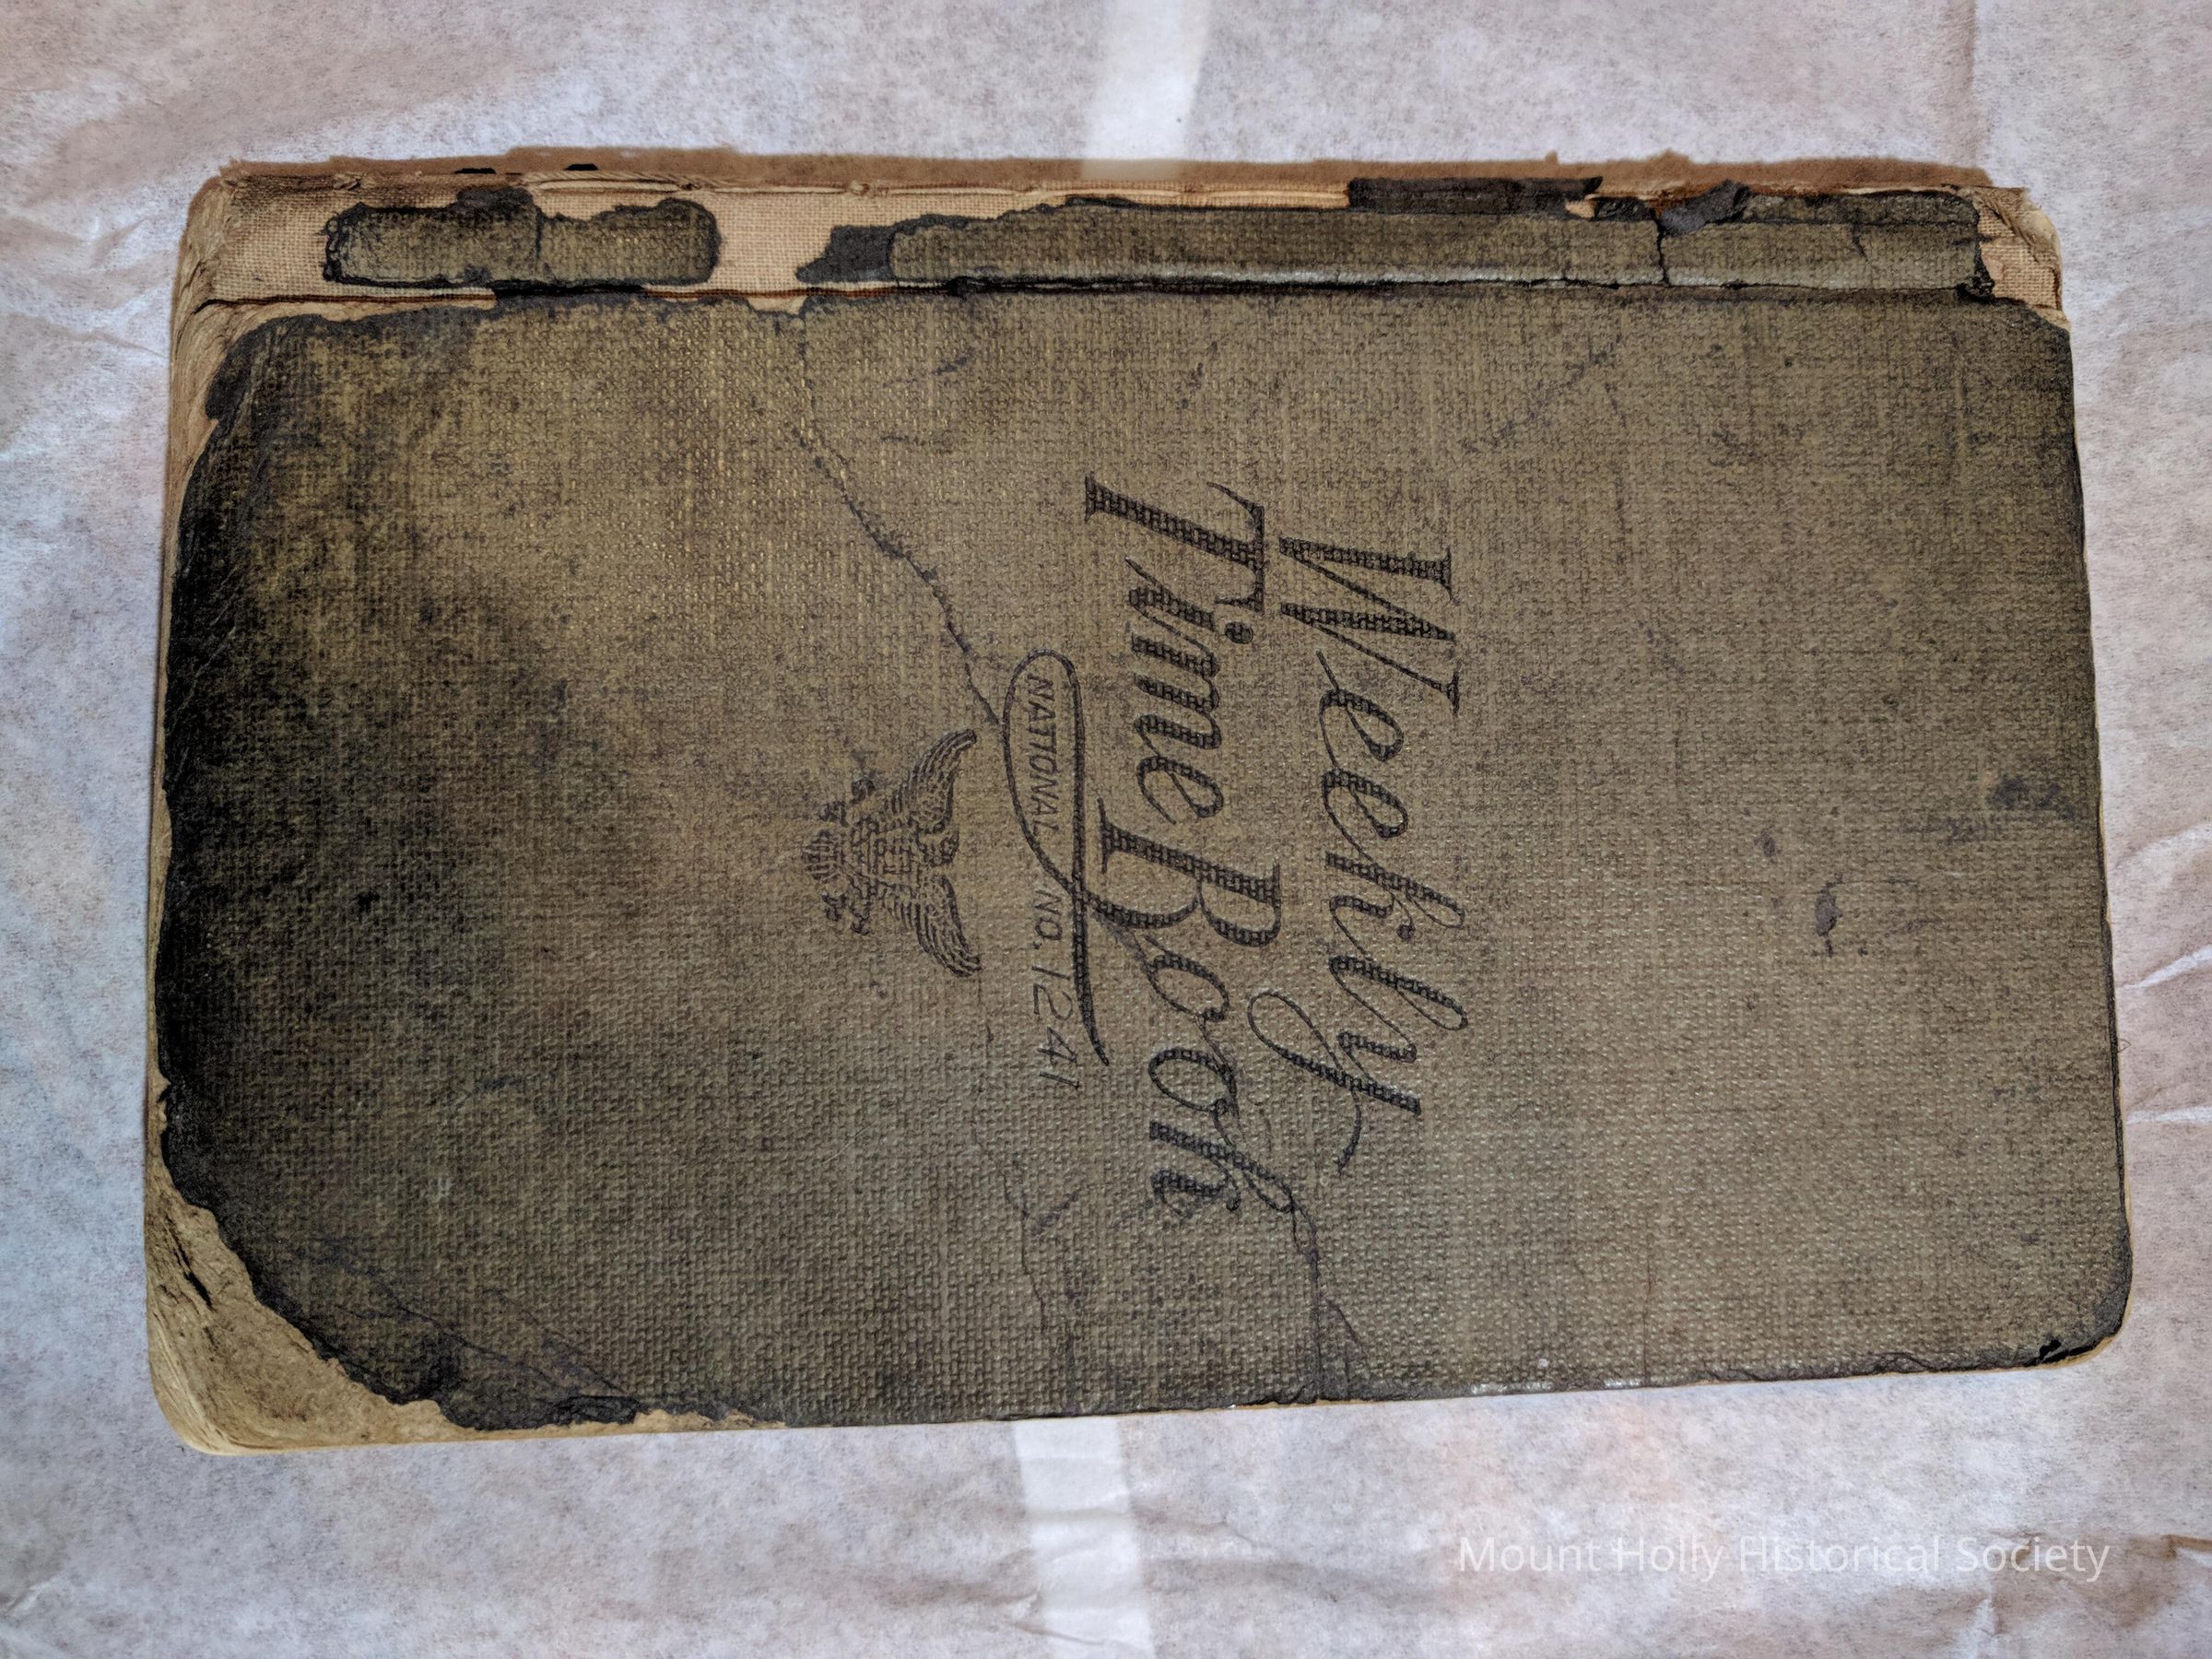 Weekly
Time Book
NATIONAL NO. 1241
Mount Holly Historical Society